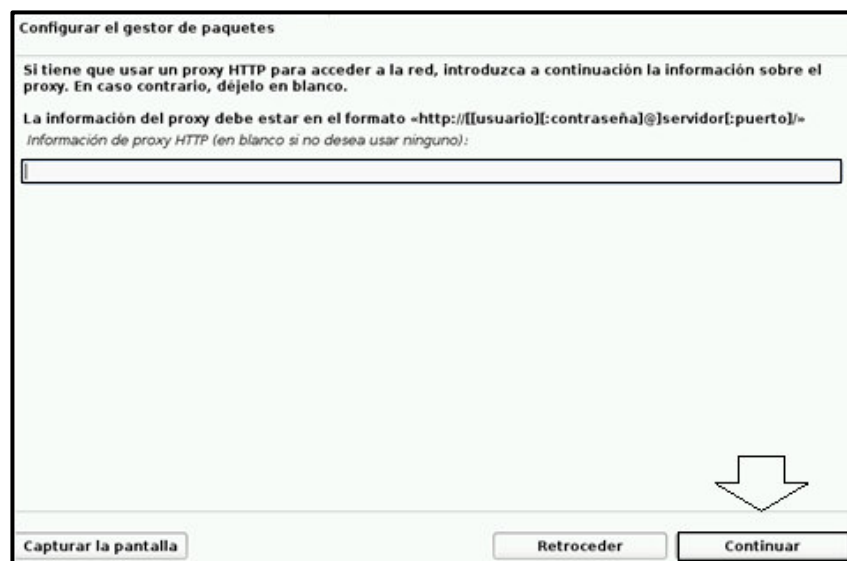 Configurar el gestor de paquetes
Si tiene que usar un proxy HTTP para acceder a la red, introduzca a continuación la información sobre el
proxy. En caso contrario, déjelo en blanco.
La información del proxy debe estar en el formato «http://[[usuario][:contraseña]@]servidor[:puerto]/»
Información de proxy HTTP (en blanco si no desea usar ninguno):
Capturar la pantalla
Retroceder
Continuar